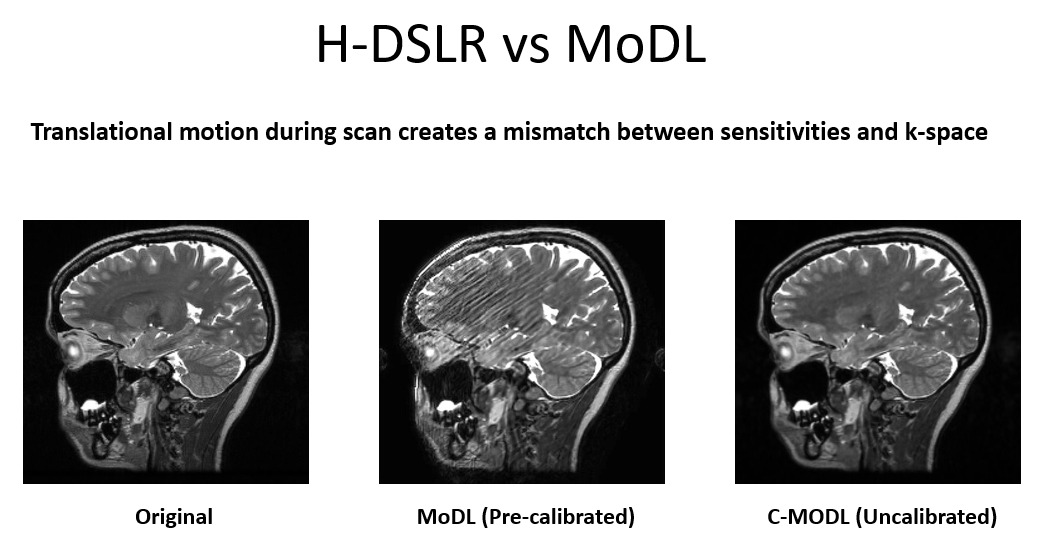 H-DSLR vs MoDL
Translational motion during scan creates a mismatch between sensitivities and k-space
Original
MoDL (Pre-calibrated)
C-MODL (Uncalibrated)